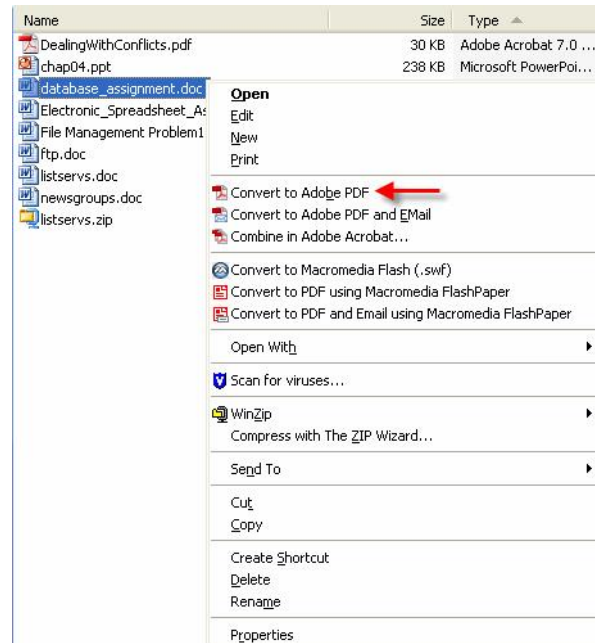 Name Size Type
DealingWithConflicts.pdf 30 KB Adobe Acrobat 7.0 ...
chap04.ppt 238 KB Microsoft PowerPoi...
database_assignment.doc
Electronic_Spreadsheet_As
File Management Problem1
ftp.doc
listservs.doc
newsgroups.doc
listservs.zip
Open
Edit
New
Print
Convert to Adobe PDF
Convert to Adobe PDF and EMail
Combine in Adobe Acrobat...
Convert to Macromedia Flash (.swf)
Convert to PDF using Macromedia FlashPaper
Convert to PDF and Email using Macromedia FlashPaper
Open With
Scan for viruses...
WinZip
Compress with The ZIP Wizard...
Send To
Cut
Copy
Create Shortcut
Delete
Rename
Properties